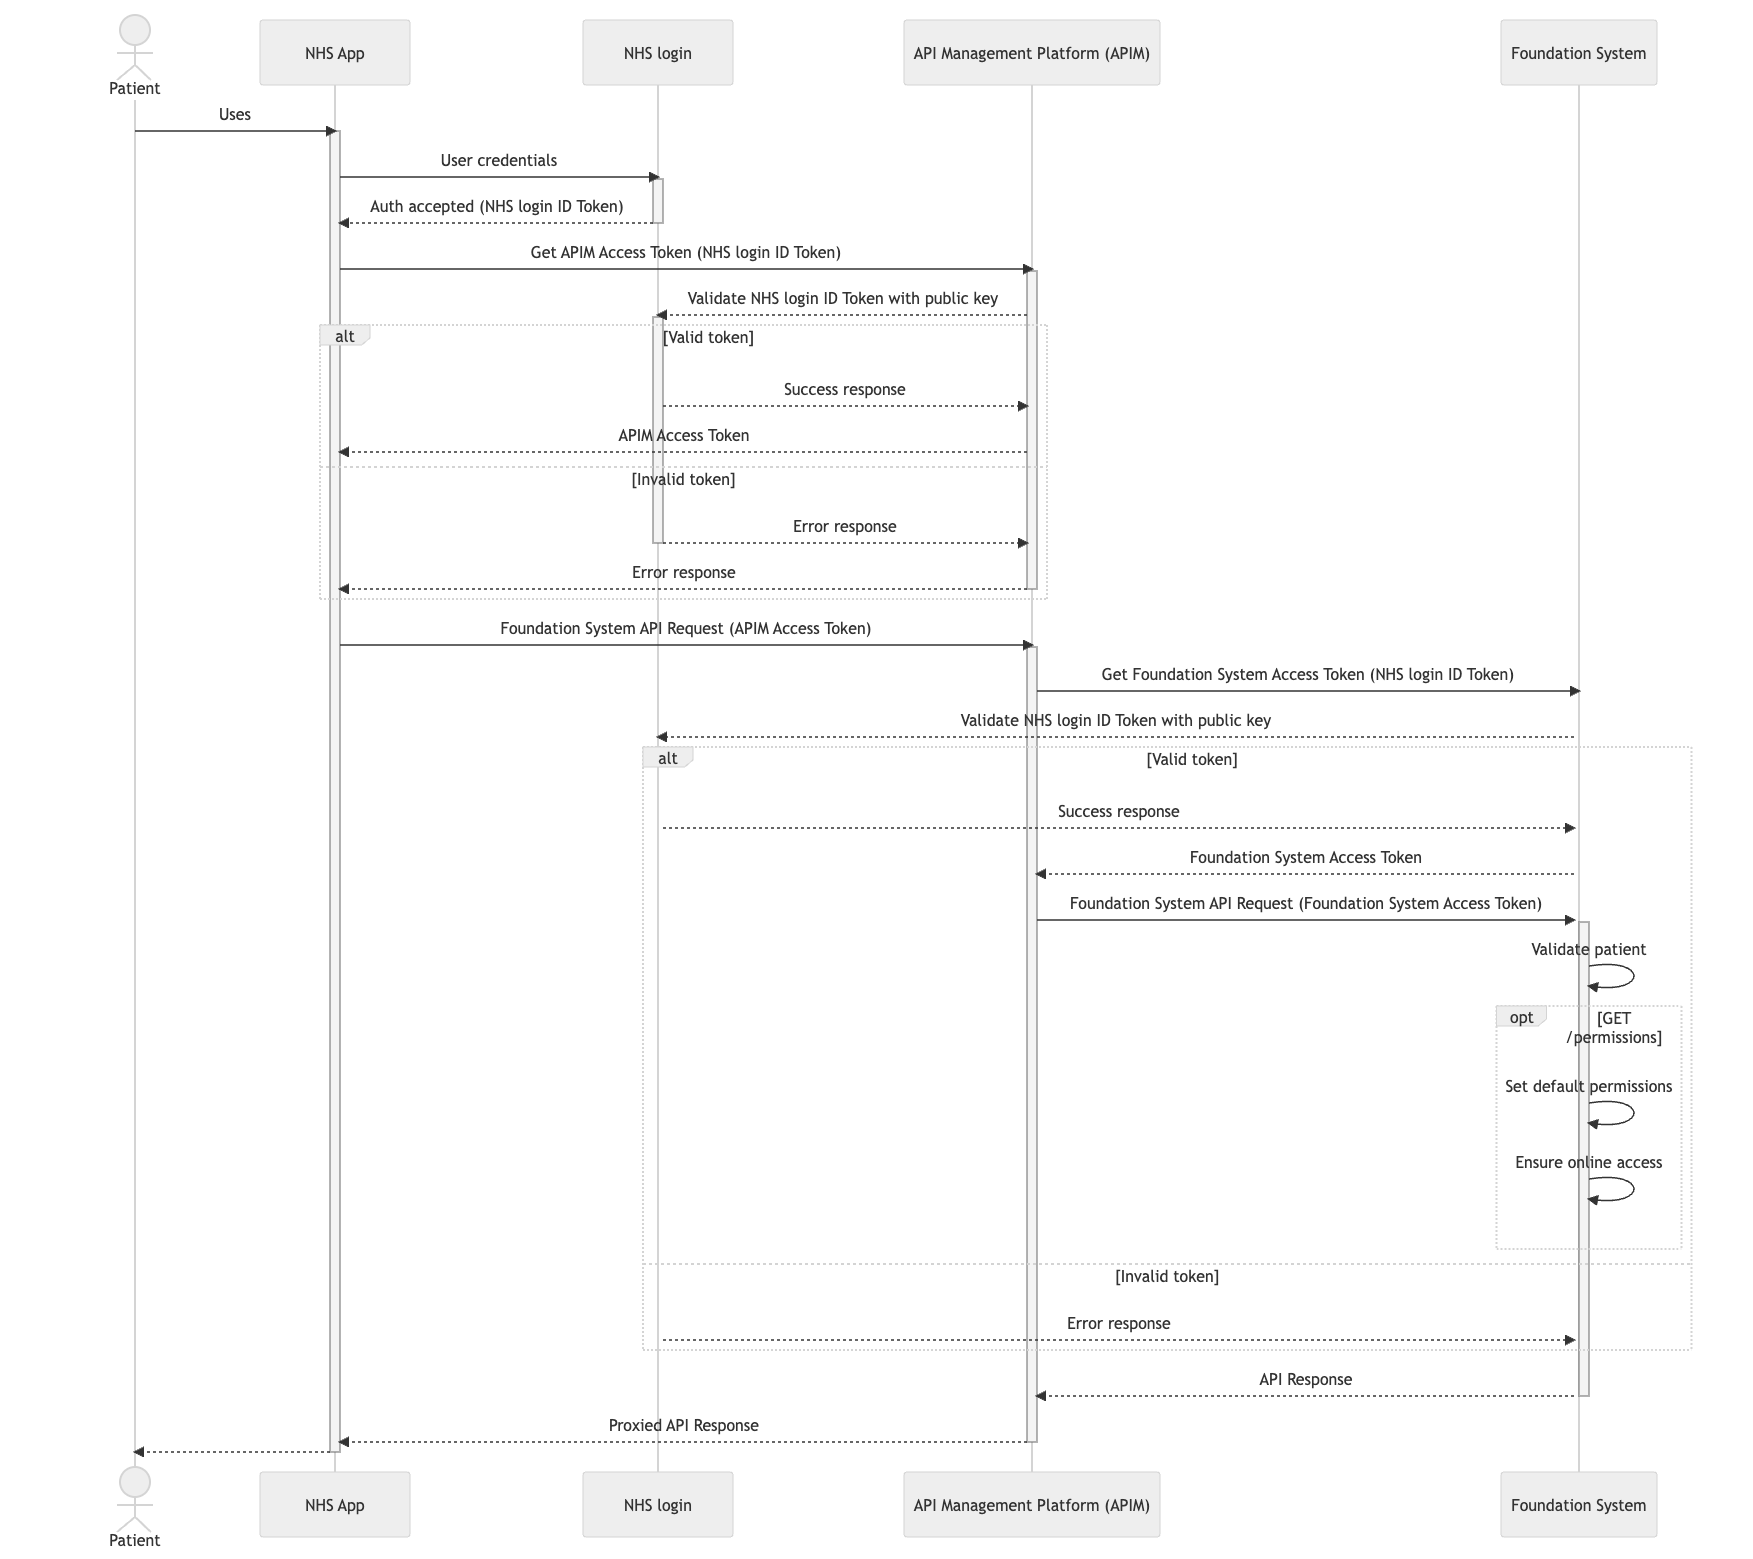 Patient
NHS App
NHS login
API Management Platform (APIM)
Foundation System
Uses
User credentials
Auth accepted (NHS login ID Token)
Get APIM Access Token (NHS login ID Token)
Validate NHS login ID Token with public key
alt
[Valid token]
Success response
APIM Access Token
[Invalid token]
Error response
Error response
Foundation System API Request (APIM Access Token)
Get Foundation System Access Token (NHS login ID Token)
Validate NHS login ID Token with public key
alt
[Valid token]
Success response
Foundation System Access Token
Foundation System API Request (Foundation System Access Token)
Validate patient
opt
[GET
/permissions]
Set default permissions
Ensure online access
[Invalid token]
Error response
API Response
Proxied API Response
Patient
NHS App
NHS login
API Management Platform (APIM)
Foundation System